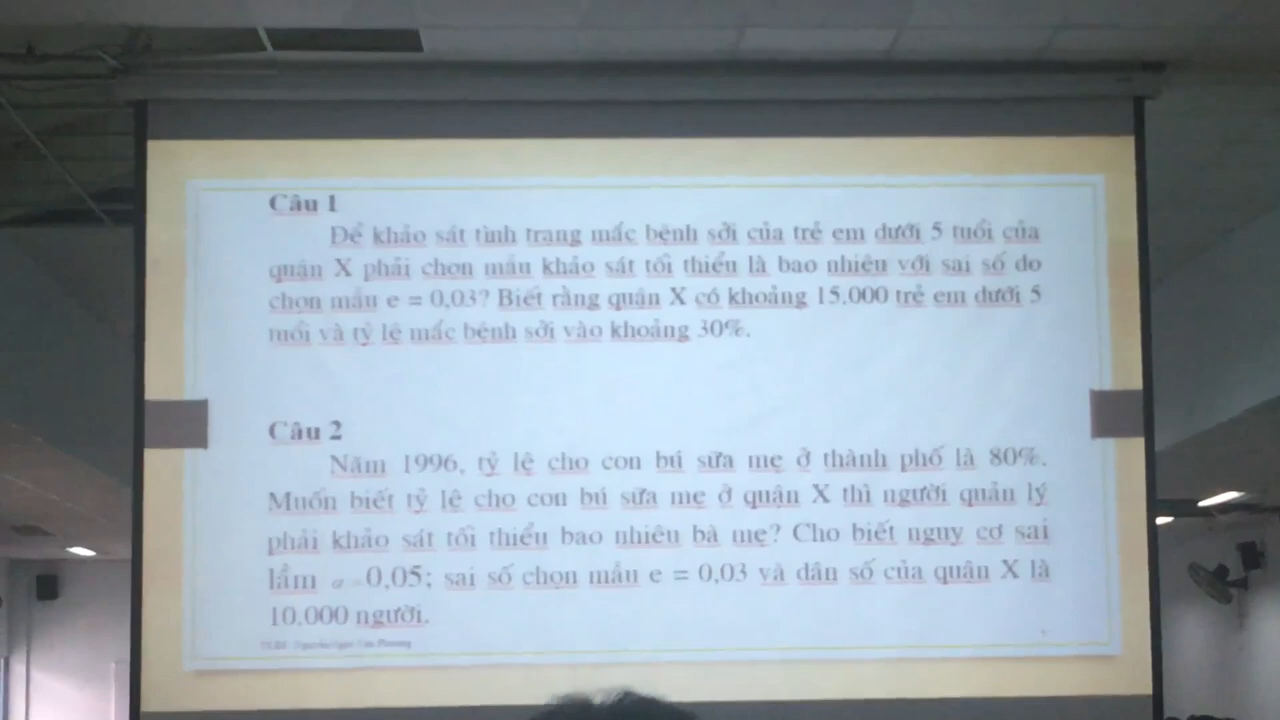 Câu 1
Để khảo sát tình trạng mắc bệnh sởi của trẻ em dưới 5 tuổi của
quận X phải chọn mẫu khảo sát tối thiểu là bao nhiêu với sai số do
chọn mẫu e = 0,03? Biết rằng quận X có khoảng 15.000 trẻ em dưới 5
và tỷ lệ mắc bệnh sởi vào khoảng 30%.
Câu 2
Năm 1996, tỷ lệ cho con bú sữa mẹ ở thành phố là 80%.
Muốn biết tỷ lệ cho con bú sữa mẹ ở quận X thì người quản lý
phải khảo sát tối thiểu bao nhiêu bà mẹ? Cho biết nguy cơ sai
lầm α = 0,05; sai số chọn mẫu e = 0,03 và dân số của quận X là
10.000 người.